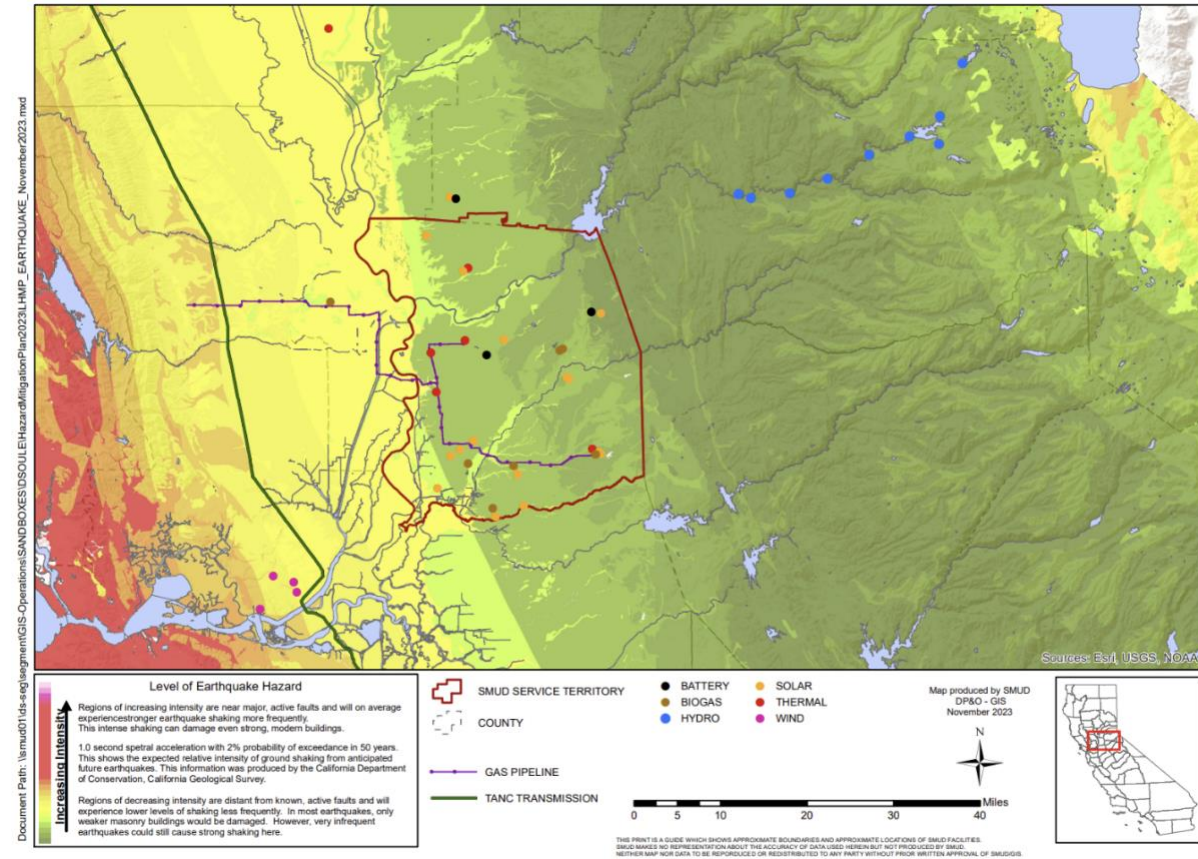 Document Path: \\smud01\ds-seg\segment\GIS-Operations\SANDBOXES\DSOULE\HazardMitigationPlan2023\LHMP_EARTHQUAKE_November2023.mxd
Sources: Esri, USGS, NOAA
Level of Earthquake Hazard
Increasing Intensity
Regions of increasing intensity are near major, active faults and will on average
experiencestronger earthquake shaking more frequently.
This intense shaking can damage even strong, modern buildings.
1.0 second spetral acceleration with 2% probability of exceedance in 50 years.
This shows the expected relative intensity of ground shaking from anticipated
future earthquakes. This information was produced by the California Department
of Conservation, California Geological Survey.
Regions of decreasing intensity are distant from known, active faults and will
experience lower levels of shaking less frequently. In most earthquakes, only
weaker masonry buildings would be damaged. However, very infrequent
earthquakes could still cause strong shaking here.
SMUD SERVICE TERRITORY
COUNTY
GAS PIPELINE
TANC TRANSMISSION
BATTERY
BIOGAS
HYDRO
SOLAR
THERMAL
WIND
Map produced by SMUD
DP&O - GIS
November 2023
N
0 5 10 20 30 40 Miles
THIS PRINT IS A GUIDE WHICH SHOWS APPROXIMATE BOUNDARIES AND APPROXIMATE LOCATIONS OF SMUD FACILITIES.
SMUD MAKES NO REPRESENTATION ABOUT THE ACCURACY OF DATA USED HEREIN BUT NOT PRODUCED BY SMUD.
NEITHER MAP NOR DATA TO BE REPORDUCED OR REDISTRIBUTED TO ANY PARTY WITHOUT PRIOR WRITTEN APPROVAL OF SMUD/GIS.